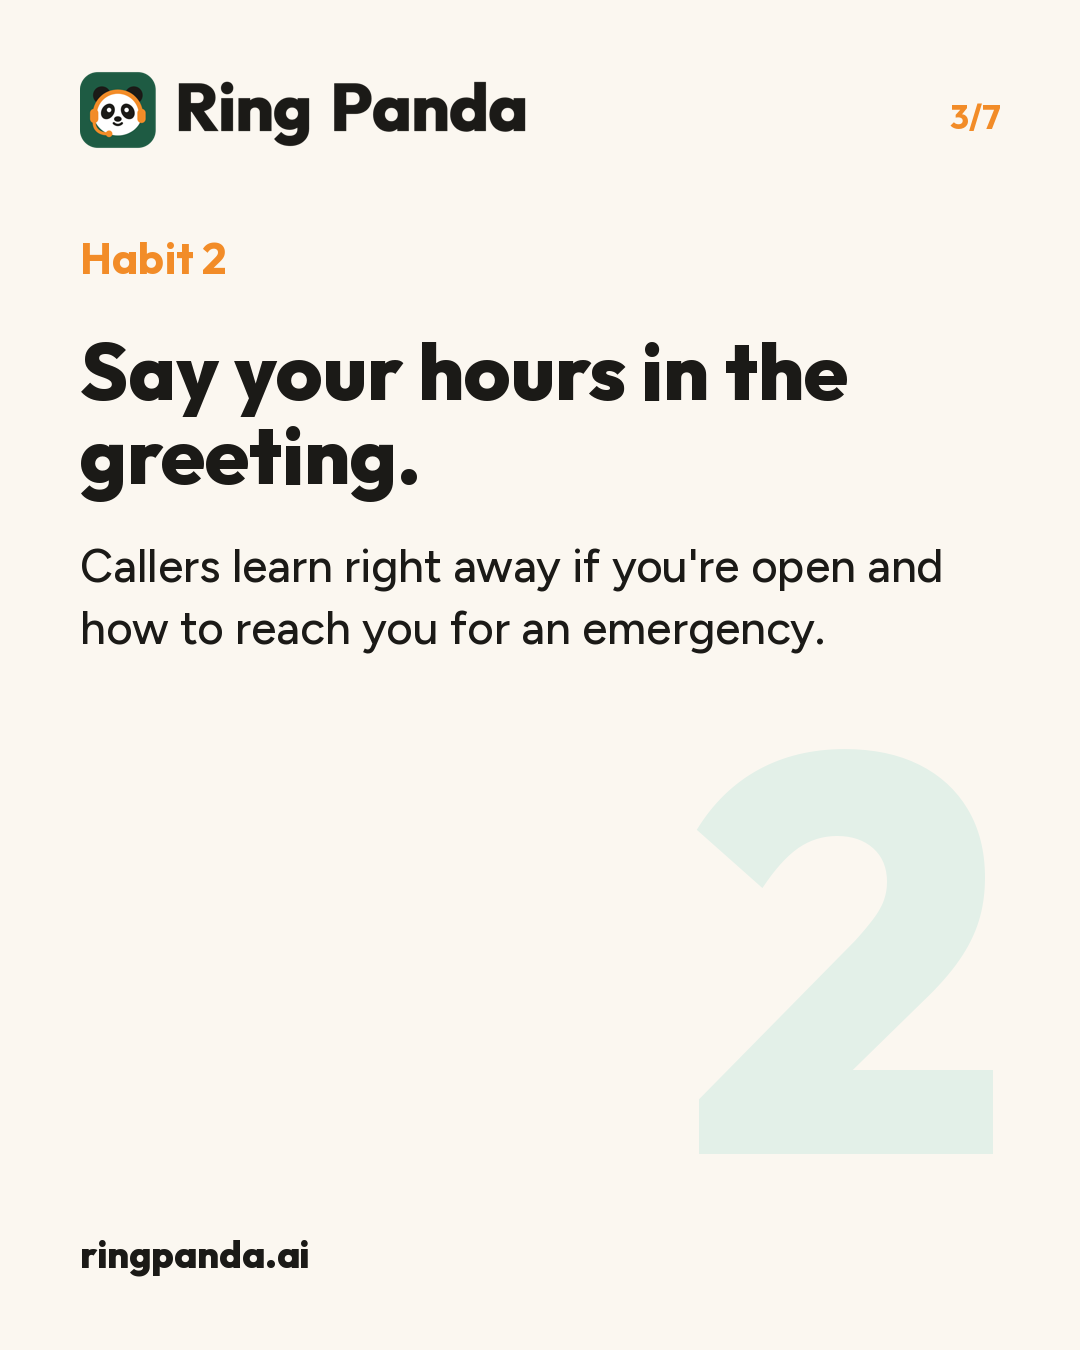 Ring Panda
3/7
Habit 2
Say your hours in the
greeting.
Callers learn right away if you're open and
how to reach you for an emergency.
2
ringpanda.ai